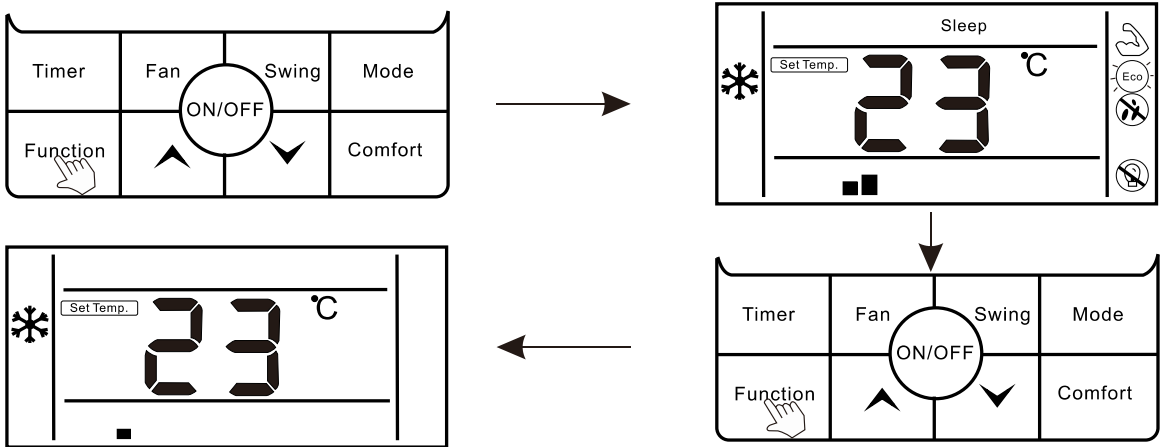 Timer Fan Swing Mode
ON/OFF
Function Comfort
Sleep
Set Temp. 23 °C
Eco
Set Temp. 23 °C
Timer Fan Swing Mode
ON/OFF
Function Comfort